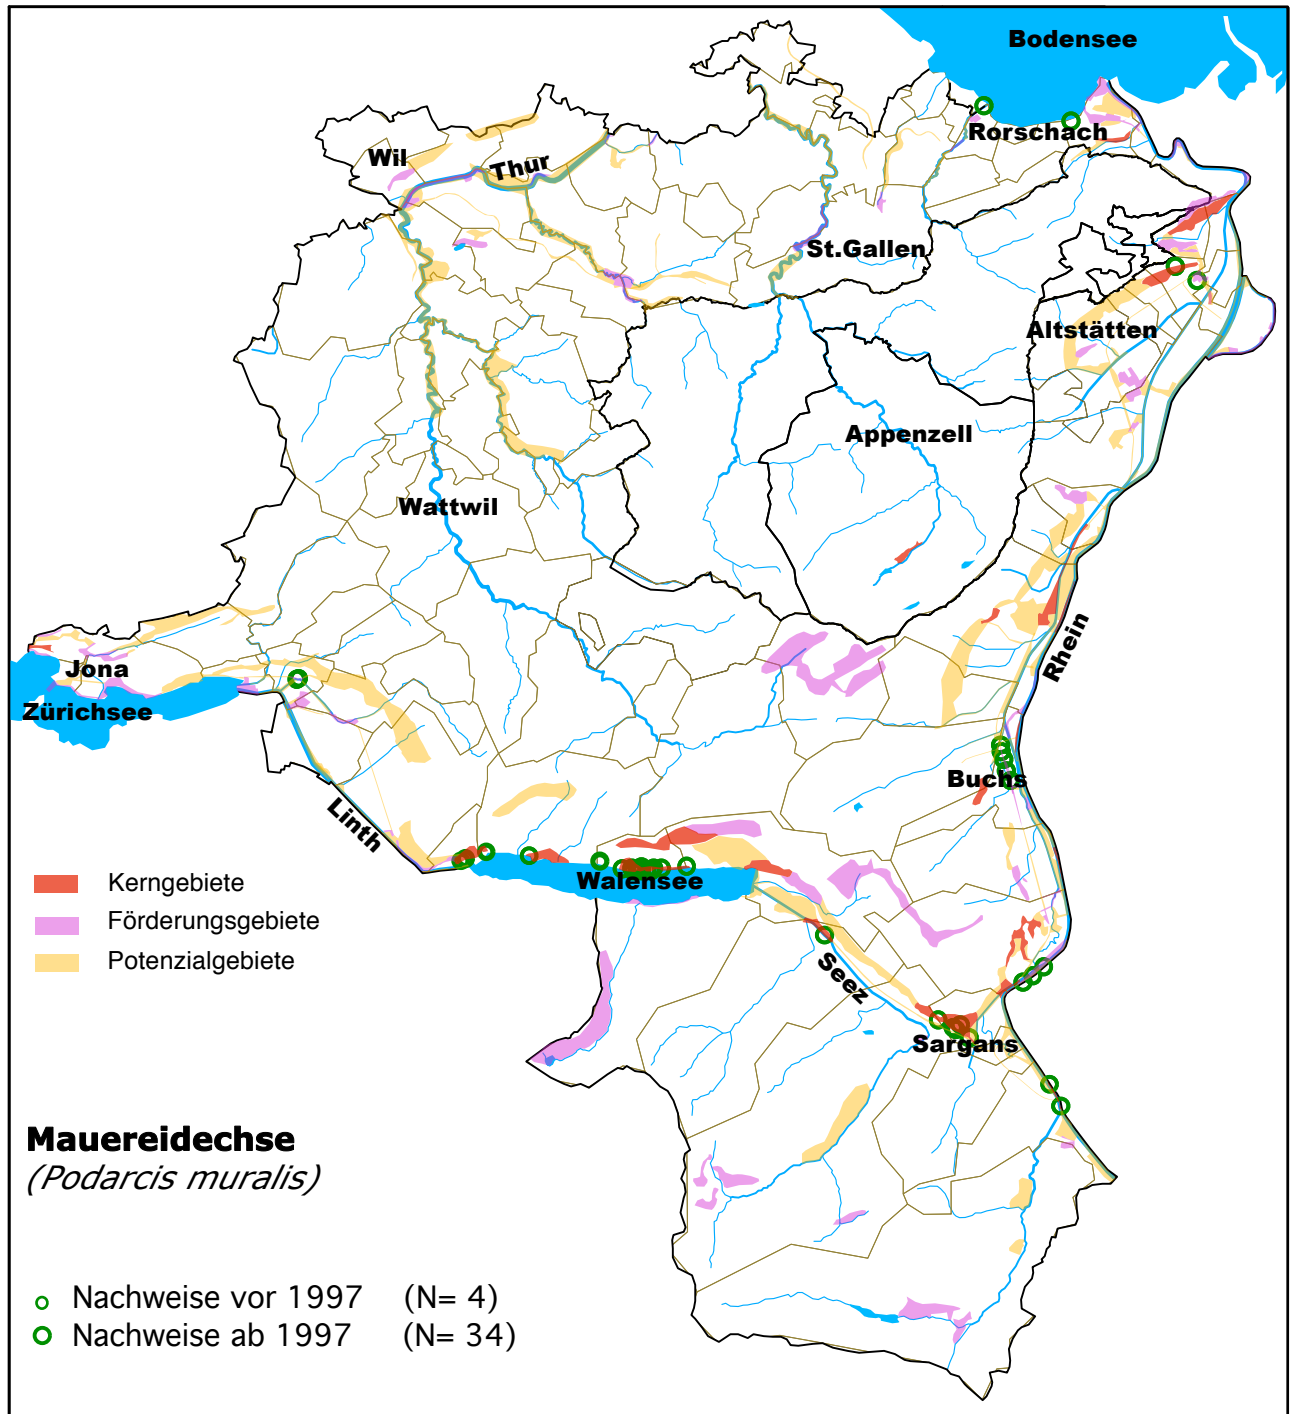 Bodensee
Rorschach
Wil
Thur
St.Gallen
Altstätten
Appenzell
Wattwil
Rhein
Jona
Zürichsee
Buchs
Linth
Walensee
Kerngebiete
Förderungsgebiete
Potenzialgebiete
Seez
Sargans
Mauereidechse
(Podarcis muralis)
Nachweise vor 1997 (N= 4)
Nachweise ab 1997 (N= 34)